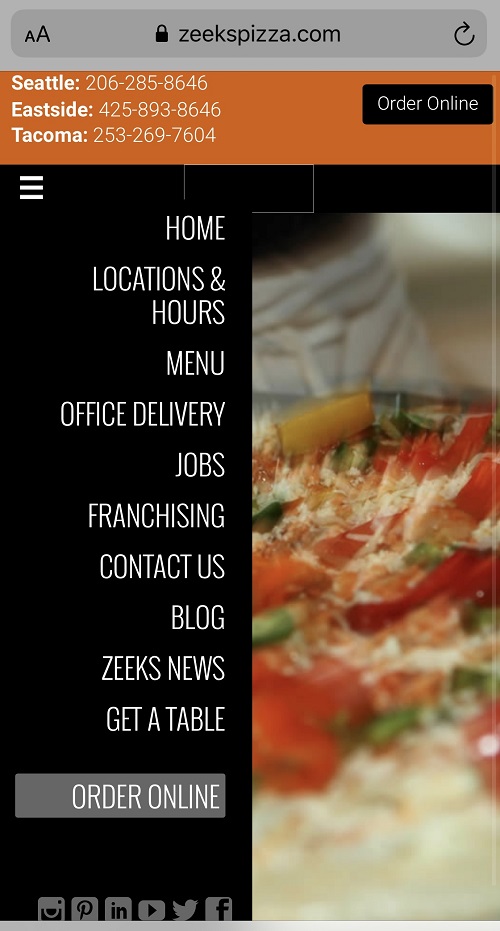 AA zeekspizza.com
Seattle: 206-285-8646
Eastside: 425-893-8646
Tacoma: 253-269-7604
Order Online
HOME
LOCATIONS &
HOURS
MENU
OFFICE DELIVERY
JOBS
FRANCHISING
CONTACT US
BLOG
ZEEKS NEWS
GET A TABLE
ORDER ONLINE